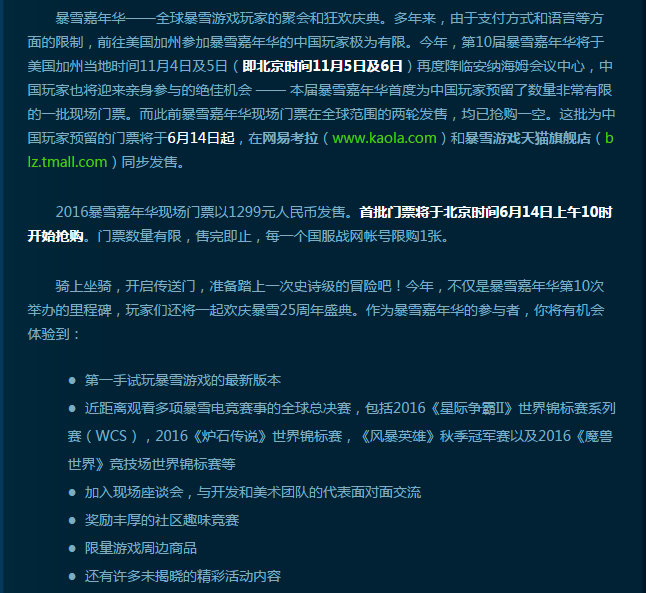 暴雪嘉年华——全球暴雪游戏玩家的聚会和狂欢庆典。多年来，由于支付方式和语言等方
面的限制，前往美国加州参加暴雪嘉年华的中国玩家极为有限。今年，第10届暴雪嘉年华将于
美国加州当地时间11月4日及5日（即北京时间11月5日及6日）再度降临安纳海姆会议中心，中
国玩家也将迎来亲身参与的绝佳机会 —— 本届暴雪嘉年华首度为中国玩家预留了数量非常有限
的一批现场门票。而此前暴雪嘉年华现场门票在全球范围的两轮发售，均已抢购一空。这批为中
国玩家预留的门票将于6月14日起，在网易考拉（www.kaola.com）和暴雪游戏天猫旗舰店（b
lz.tmall.com）同步发售。
2016暴雪嘉年华现场门票以1299元人民币发售。首批门票将于北京时间6月14日上午10时
开始抢购。门票数量有限，售完即止，每一个国服战网帐号限购1张。
骑上坐骑，开启传送门，准备踏上一次史诗级的冒险吧！今年，不仅是暴雪嘉年华第10次
举办的里程碑，玩家们还将一起欢庆暴雪25周年盛典。作为暴雪嘉年华的参与者，你将有机会
体验到：
● 第一手试玩暴雪游戏的最新版本
● 近距离观看多项暴雪电竞赛事的全球总决赛，包括2016《星际争霸II》世界锦标赛系列
赛（WCS），2016《炉石传说》世界锦标赛，《风暴英雄》秋季冠军赛以及2016《魔兽
世界》竞技场世界锦标赛等
● 加入现场座谈会，与开发和美术团队的代表面对面交流
● 奖励丰厚的社区趣味竞赛
● 限量游戏周边商品
● 还有许多未揭晓的精彩活动内容